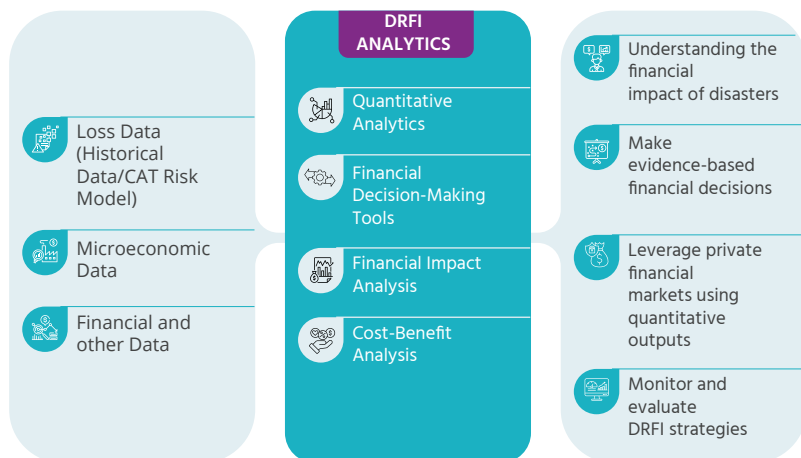 Loss Data
(Historical
Data/CAT Risk
Model)
Microeconomic
Data
Financial and
other Data
DRFI
ANALYTICS
Quantitative
Analytics
Financial
Decision-Making
Tools
Financial Impact
Analysis
Cost-Benefit
Analysis
Understanding the
financial
impact of disasters
Make
evidence-based
financial decisions
Leverage private
financial
markets using
quantitative
outputs
Monitor and
evaluate
DRFI strategies